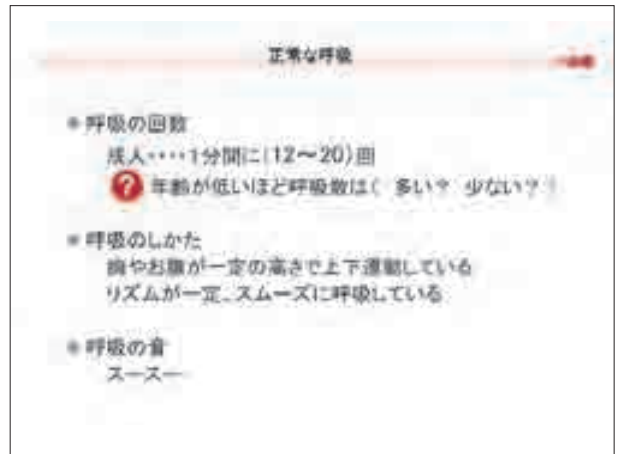 正常な呼吸
● 呼吸の回数
成人････1分間に(12〜20)回
? 年齢が低いほど呼吸数は( 多い? 少ない? )
● 呼吸のしかた
胸やお腹が一定の高さで上下運動している
リズムが一定、スムーズに呼吸している
● 呼吸の音
スースー